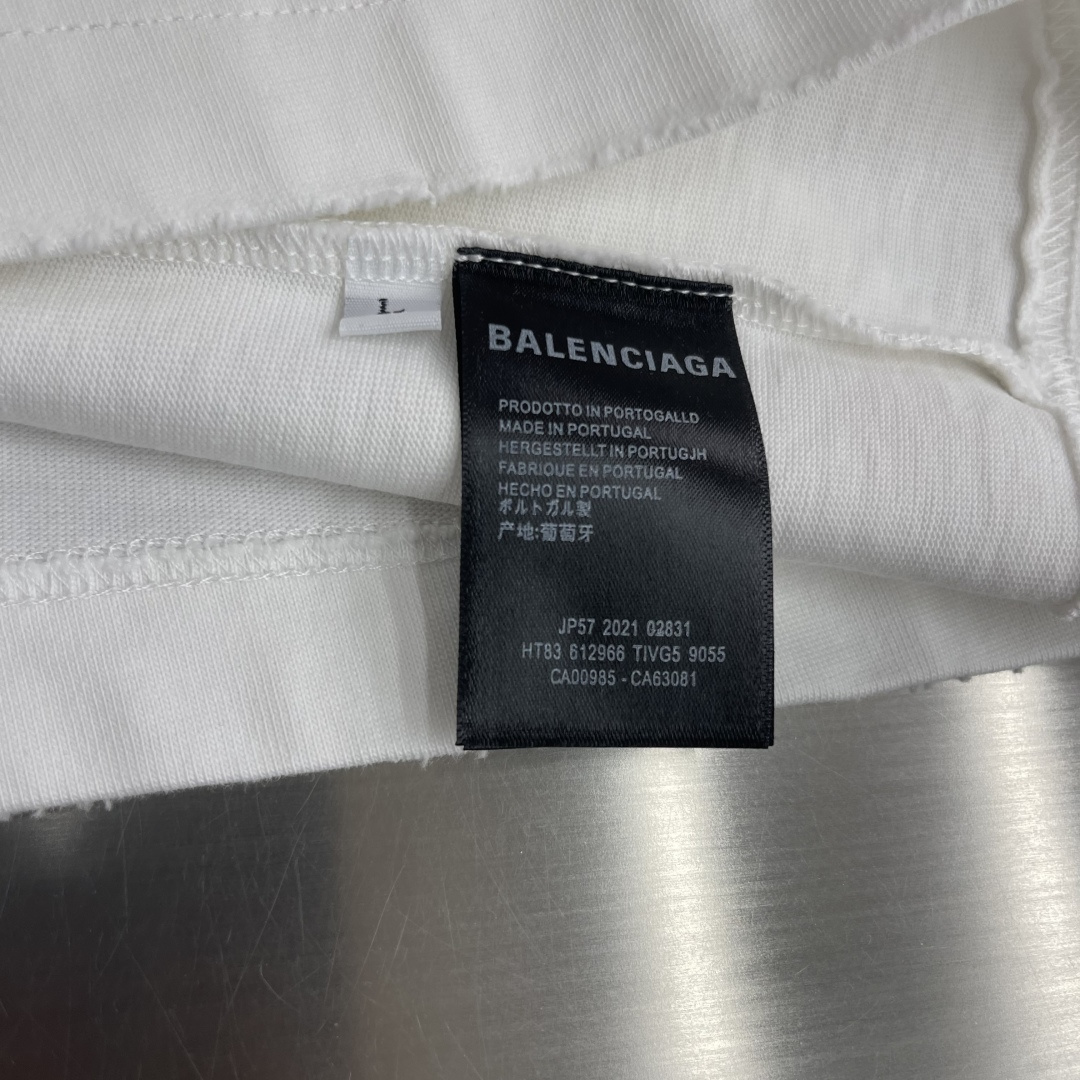 L
BALENCIAGA
PRODOTTO IN PORTOGALLD
MADE IN PORTUGAL
HERGESTELLT IN PORTUGJH
FABRIQUE EN PORTUGAL
HECHO EN PORTUGAL
ポルトガル製
产地:葡萄牙
JP57 2021 02831
HT83 612966 TIVG5 9055
CA00985 - CA63081